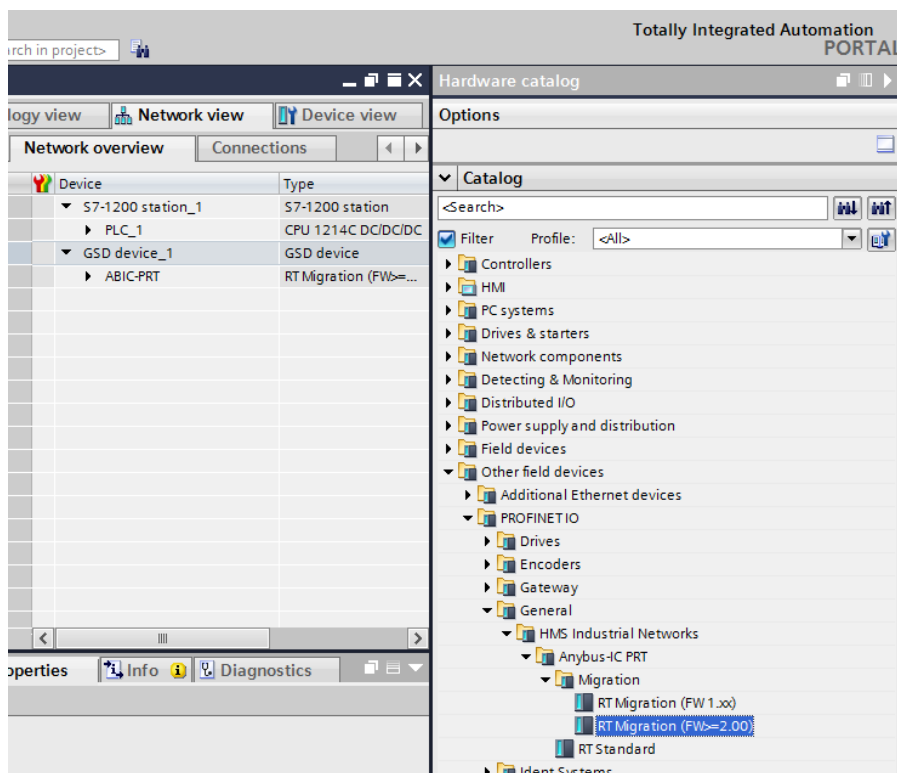 Totally Integrated Automation
PORTAL
arch in project>
Hardware catalog
logy view Network view Device view
Options
Network overview Connections
Device Type
S7-1200 station_1 S7-1200 station
PLC_1 CPU 1214C DC/DC/DC
GSD device_1 GSD device
ABIC-PRT RT Migration (FW>=...
Catalog
<Search>
Filter Profile: <All>
Controllers
HMI
PC systems
Drives & starters
Network components
Detecting & Monitoring
Distributed I/O
Power supply and distribution
Field devices
Other field devices
Additional Ethernet devices
PROFINET IO
Drives
Encoders
Gateway
General
HMS Industrial Networks
Anybus-IC PRT
Migration
RT Migration (FW 1.xx)
RT Migration (FW>=2.00)
RT Standard
Ident Systems
operties Info Diagnostics